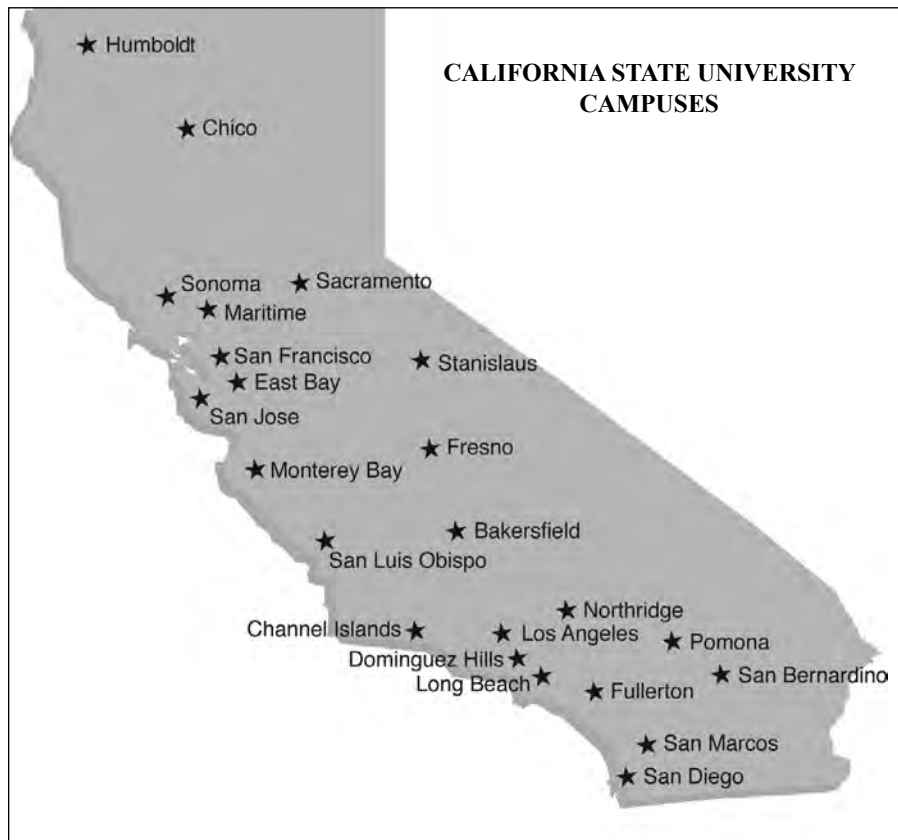 CALIFORNIA STATE UNIVERSITY
CAMPUSES
Humboldt
Chico
Sonoma
Sacramento
Maritime
San Francisco
Stanislaus
East Bay
San Jose
Fresno
Monterey Bay
Bakersfield
San Luis Obispo
Northridge
Channel Islands
Los Angeles
Pomona
Dominguez Hills
San Bernardino
Long Beach
Fullerton
San Marcos
San Diego